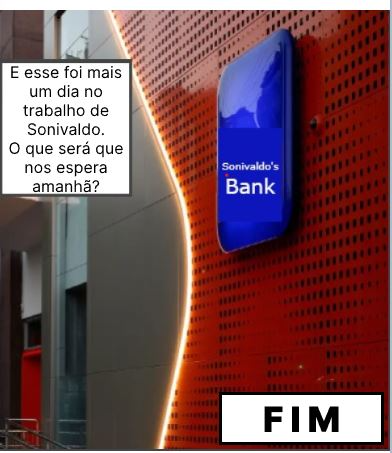 E esse foi mais
um dia no
trabalho de
Sonivaldo.
O que será que
nos espera
amanhã?
Sonivaldo's
Bank
FIM